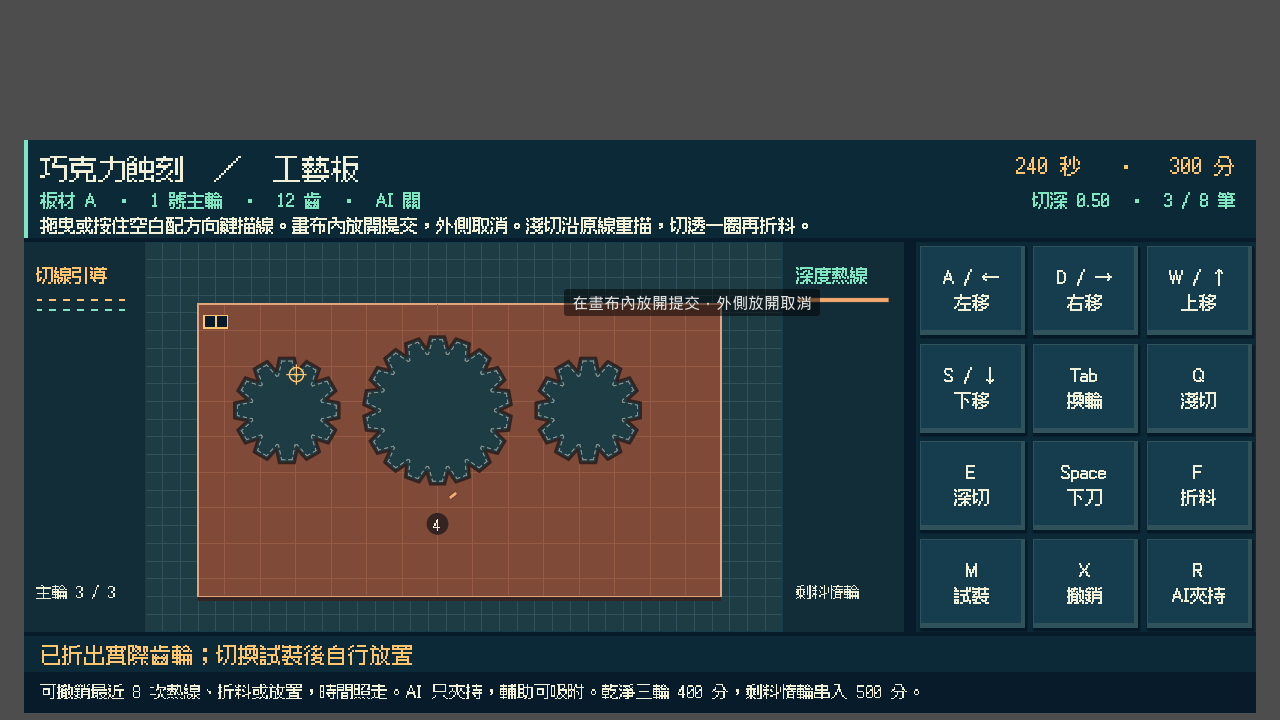 巧克力蝕刻 ／ 工藝板
240 秒 · 300 分
板材 A · 1 號主輪 · 12 齒 · AI 關
切深 0.50 · 3 / 8 筆
拖曳或按住空白配方向鍵描線。畫布內放開提交，外側取消。淺切沿原線重描，切透一圈再折料。
切線引導
深度熱線
在畫布內放開提交，外側放開取消
4
主輪 3 / 3
剩料惰輪
A / ←
左移
D / →
右移
W / ↑
上移
S / ↓
下移
Tab
換輪
Q
淺切
E
深切
Space
下刀
F
折料
M
試裝
X
撤銷
R
AI夾持
已折出實際齒輪；切換試裝後自行放置
可撤銷最近 8 次熱線、折料或放置，時間照走。AI 只夾持，輔助可吸附。乾淨三輪 400 分，剩料惰輪串入 500 分。